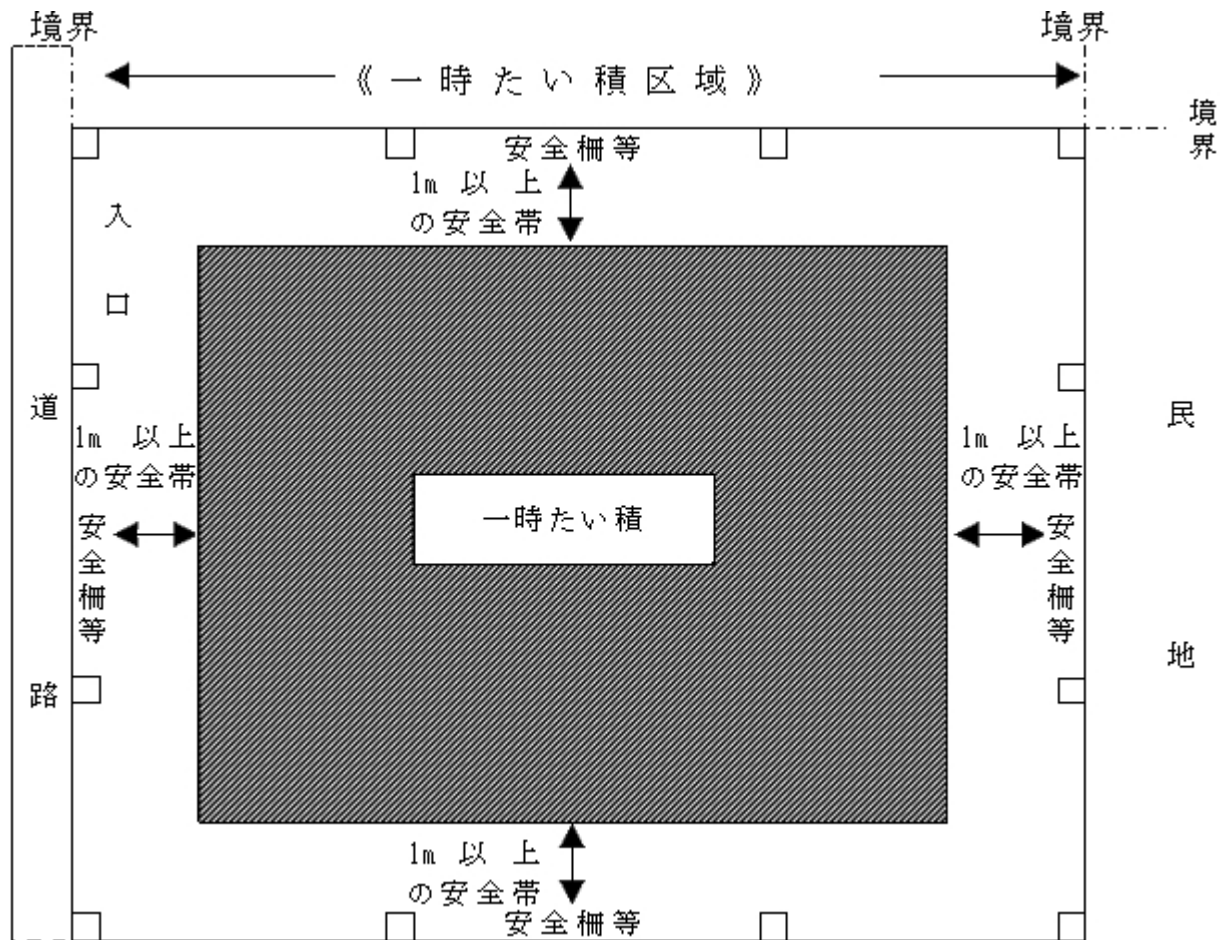 境界
境界
《一時たい積区域》
境界
安全柵等
1m 以上
の安全帯
入口
道路
1m 以上
の安全帯
安全柵等
一時たい積
1m 以上
の安全帯
安全柵等
民地
1m 以上
の安全帯
安全柵等